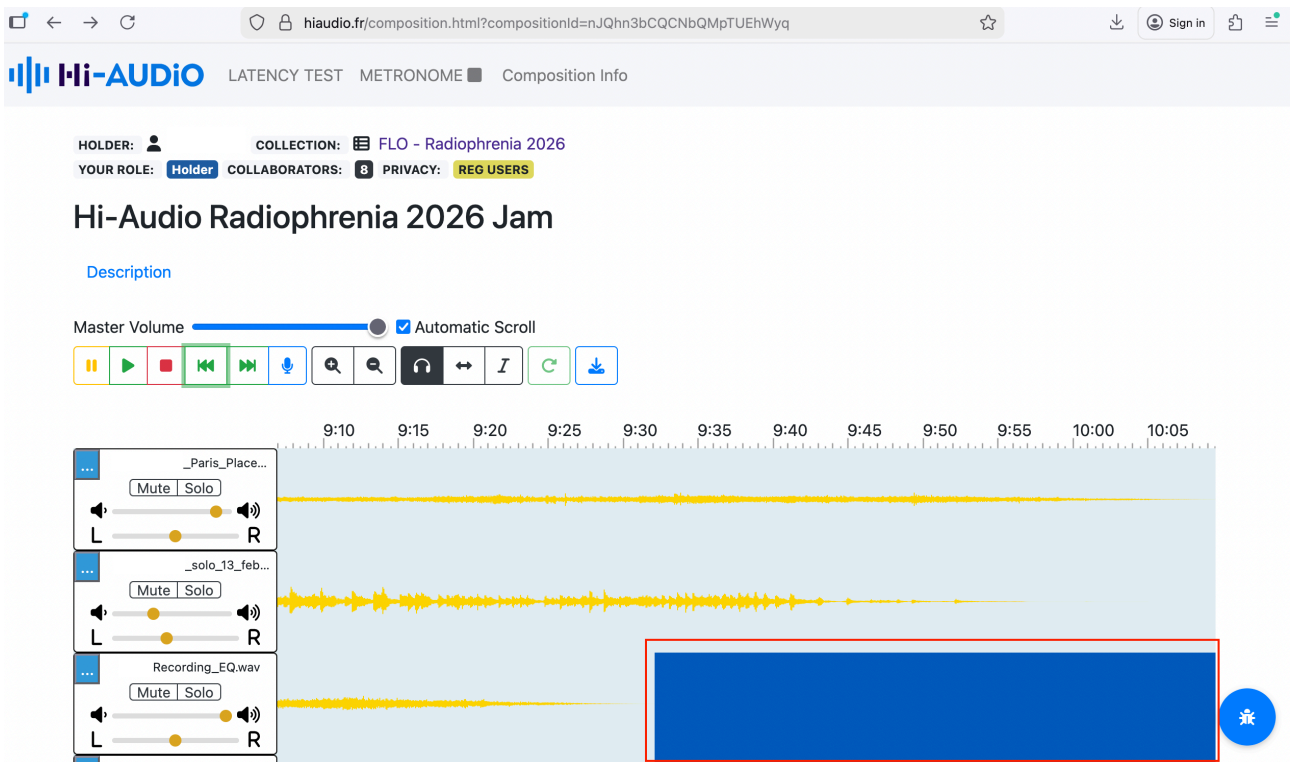 hiaudio.fr/composition.html?compositionId=nJQhn3bCQCNbQMpTUEhWyq
Sign in
Hi-AUDiO LATENCY TEST METRONOME Composition Info
HOLDER: COLLECTION: FLO - Radiophrenia 2026
YOUR ROLE: Holder COLLABORATORS: 8 PRIVACY: REG USERS
Hi-Audio Radiophrenia 2026 Jam
Description
Master Volume Automatic Scroll
9:10 9:15 9:20 9:25 9:30 9:35 9:40 9:45 9:50 9:55 10:00 10:05
... _Paris_Place...
Mute Solo
L R
... _solo_13_feb...
Mute Solo
L R
... Recording_EQ.wav
Mute Solo
L R